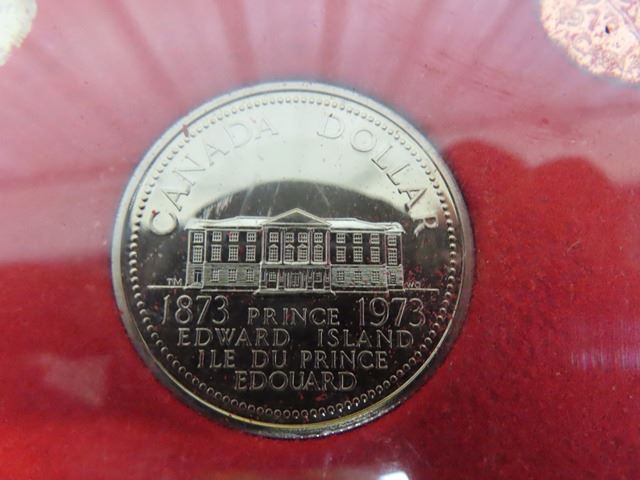 CANADA DOLLAR
TM WC
1873 PRINCE 1973
EDWARD ISLAND
ILE DU PRINCE
EDOUARD